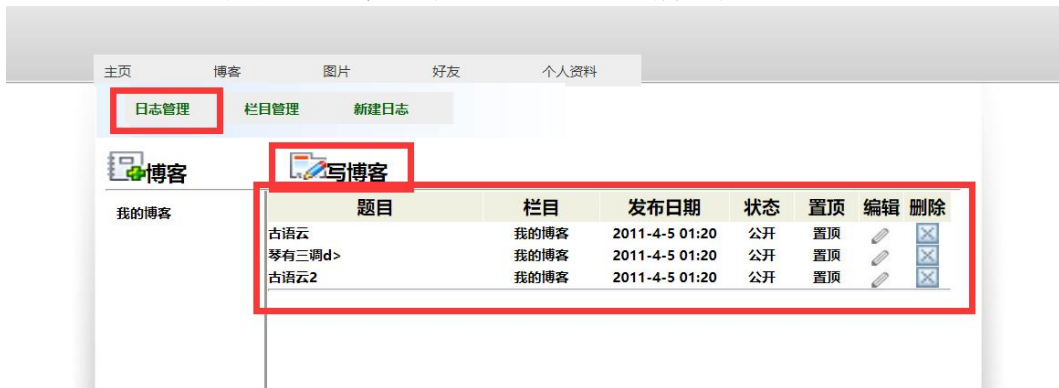 主页 博客 图片 好友 个人资料
日志管理 栏目管理 新建日志
博客 写博客
我的博客
题目 栏目 发布日期 状态 置顶 编辑 删除
古语云 我的博客 2011-4-5 01:20 公开 置顶
琴有三调d> 我的博客 2011-4-5 01:20 公开 置顶
古语云2 我的博客 2011-4-5 01:20 公开 置顶